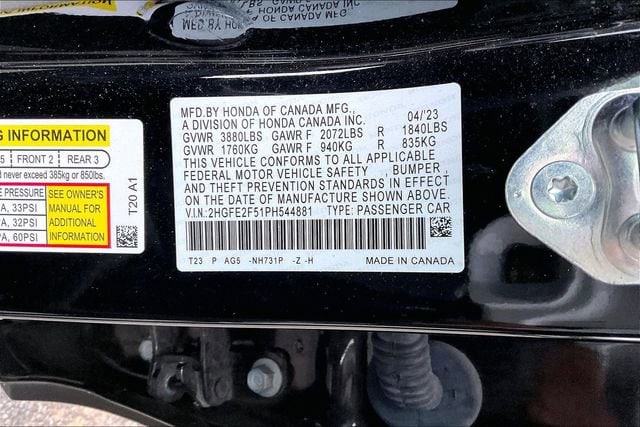 MFD.BY HONDA OF CANADA MFG.,
A DIVISION OF HONDA CANADA INC. 04/'23
GVWR 3880LBS GAWR F 2072LBS R 1840LBS
GVWR 1760KG GAWR F 940KG R 835KG
THIS VEHICLE CONFORMS TO ALL APPLICABLE
FEDERAL MOTOR VEHICLE SAFETY , BUMPER ,
AND THEFT PREVENTION STANDARDS IN EFFECT
ON THE DATE OF MANUFACTURE SHOWN ABOVE.
V.I.N:2HGFE2F51PH544881 TYPE: PASSENGER CAR
T23 P AG5 -NH731P -Z -H MADE IN CANADA
G INFORMATION
5 FRONT 2 REAR 3
d never exceed 385kg or 850lbs.
E PRESSURE
A, 33PSI
A, 32PSI
A, 60PSI
SEE OWNER'S
MANUAL FOR
ADDITIONAL
INFORMATION
T20 A1